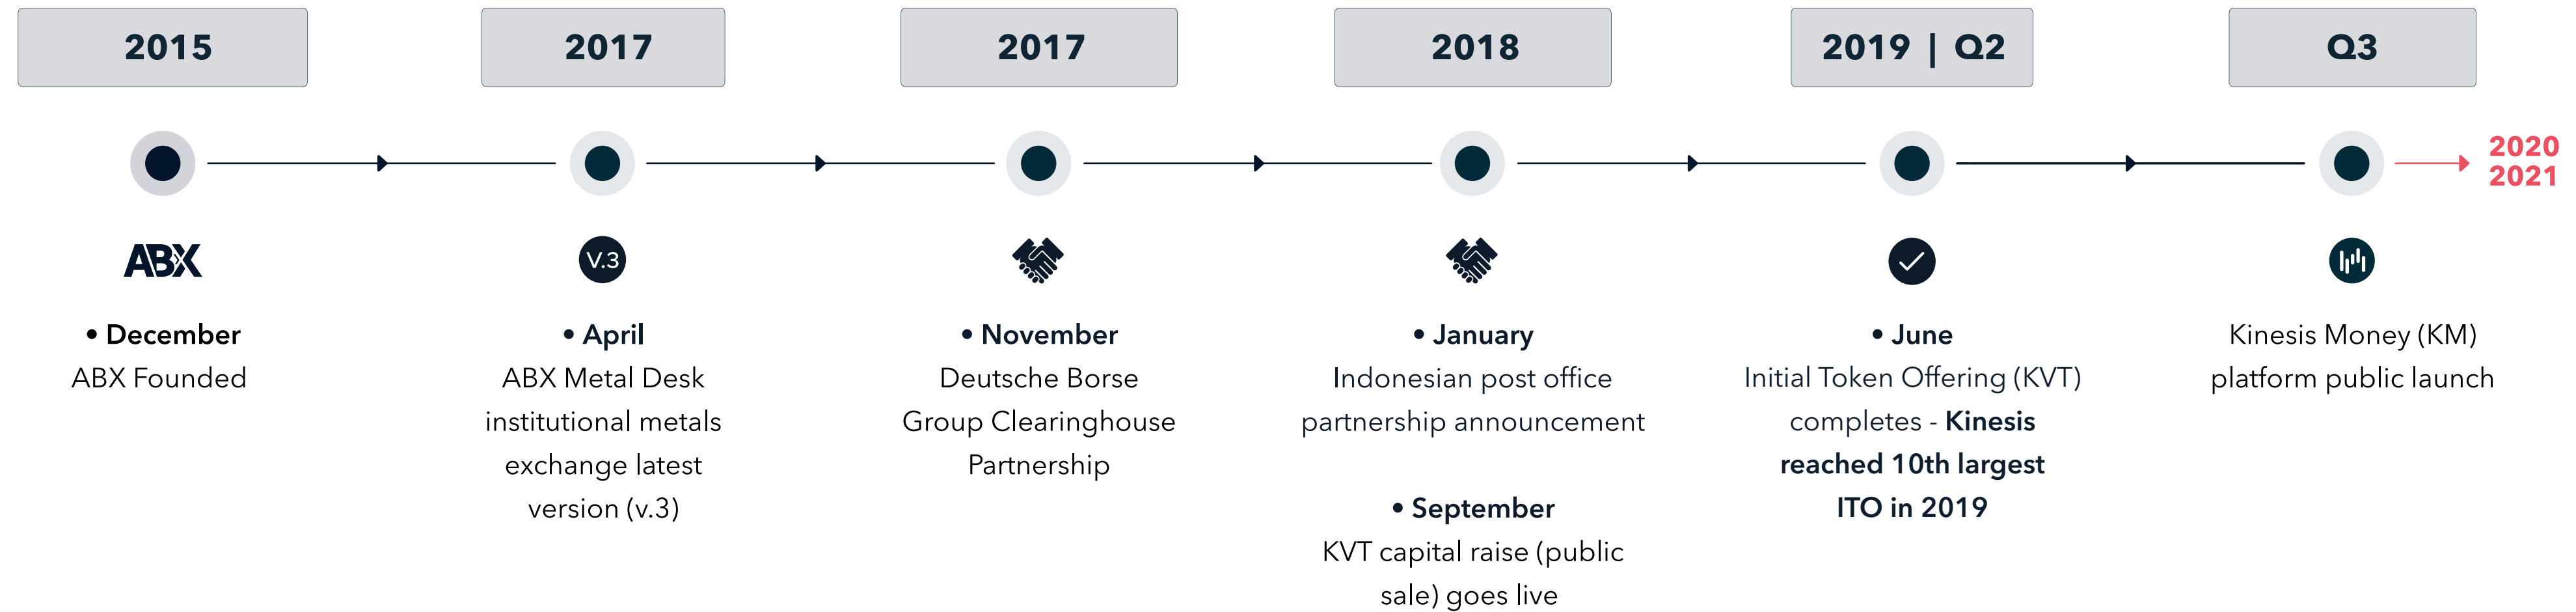 2015
2017
2017
2018
2019 | Q2
Q3
2020
2021
ABX
• December
ABX Founded
V.3
• April
ABX Metal Desk
institutional metals
exchange latest
version (v.3)
• November
Deutsche Borse
Group Clearinghouse
Partnership
• January
Indonesian post office
partnership announcement
• September
KVT capital raise (public
sale) goes live
• June
Initial Token Offering (KVT)
completes - Kinesis
reached 10th largest
ITO in 2019
Kinesis Money (KM)
platform public launch